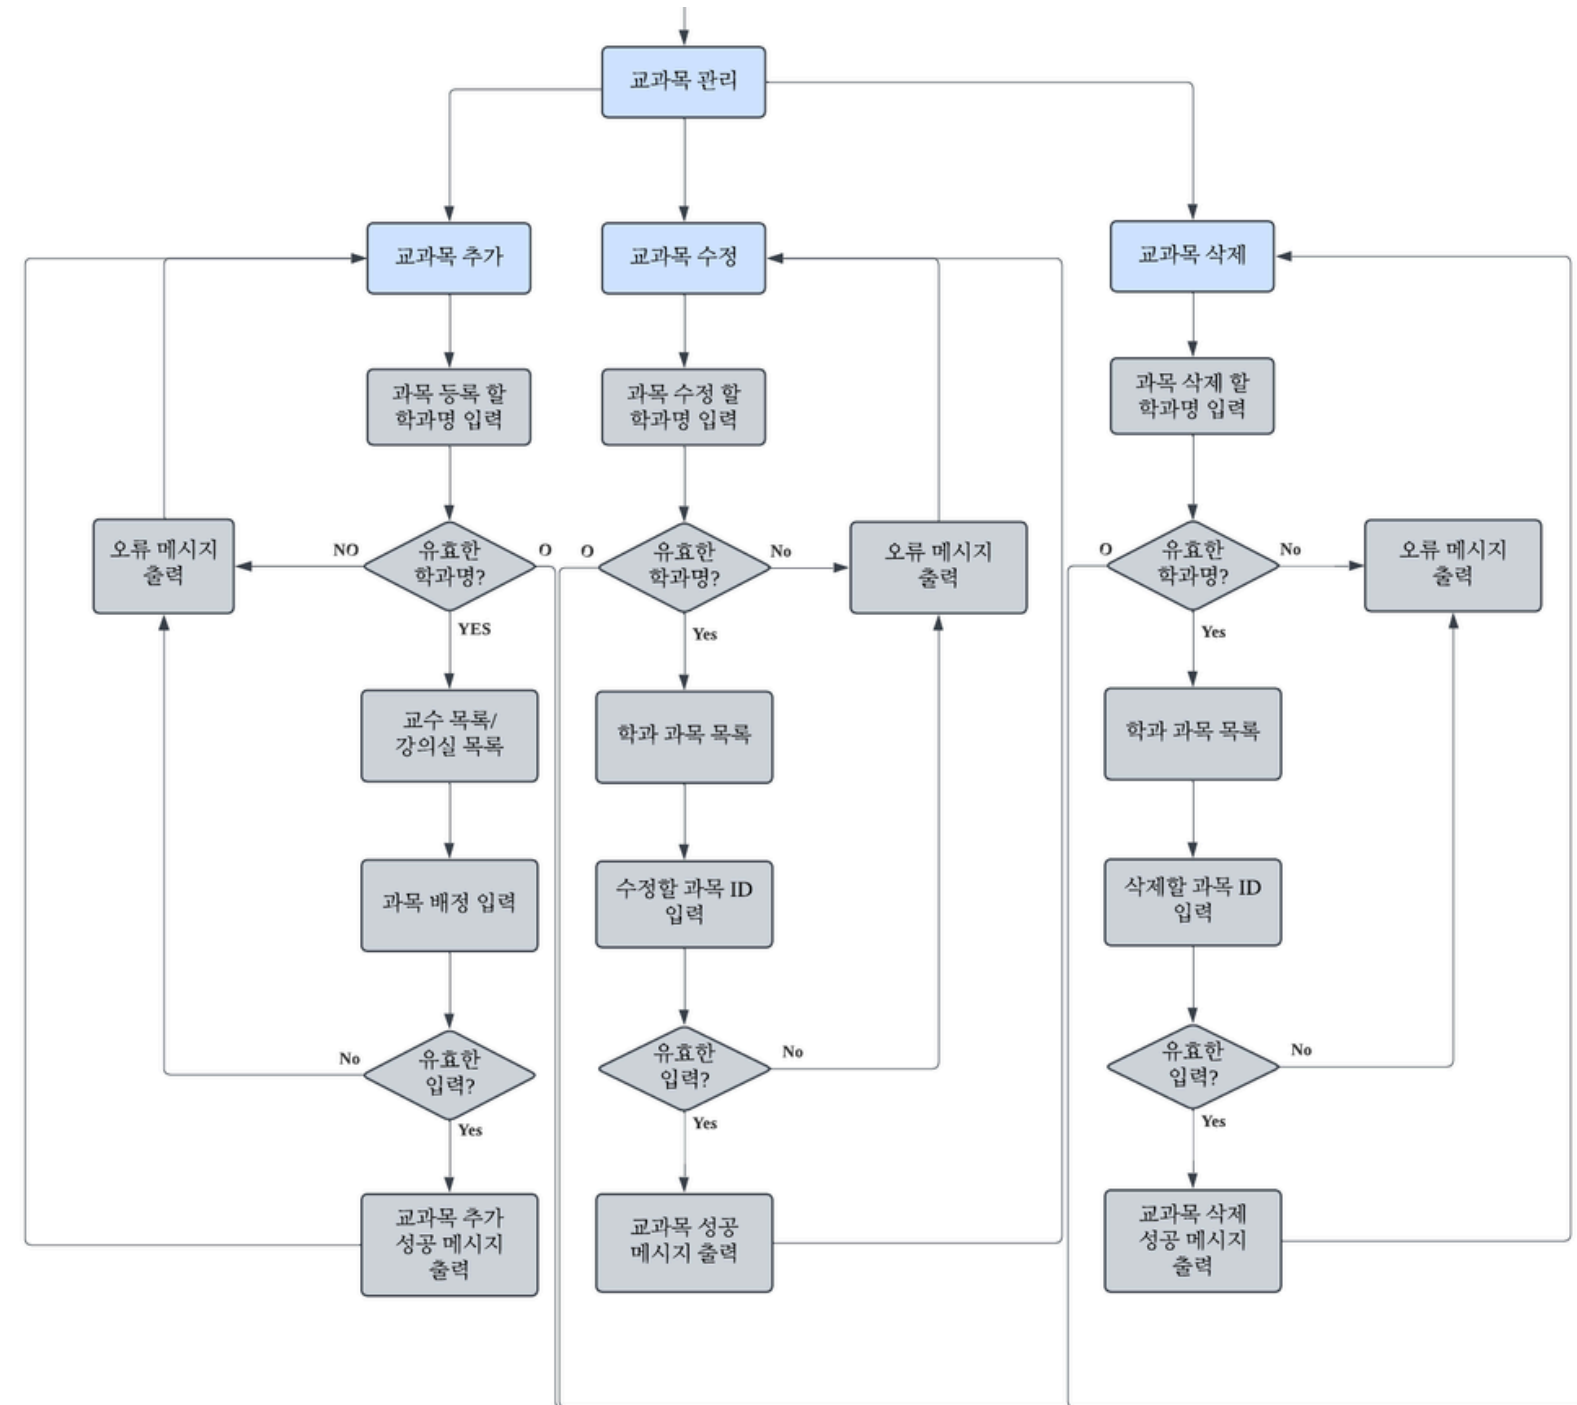 교과목 관리
교과목 추가
교과목 수정
교과목 삭제
과목 등록 할
학과명 입력
과목 수정 할
학과명 입력
과목 삭제 할
학과명 입력
오류 메시지
출력
NO
유효한
학과명?
O
YES
O
유효한
학과명?
No
Yes
오류 메시지
출력
O
유효한
학과명?
No
Yes
오류 메시지
출력
교수 목록/
강의실 목록
학과 과목 목록
학과 과목 목록
과목 배정 입력
수정할 과목 ID
입력
삭제할 과목 ID
입력
No
유효한
입력?
Yes
유효한
입력?
No
Yes
유효한
입력?
No
Yes
교과목 추가
성공 메시지
출력
교과목 성공
메시지 출력
교과목 삭제
성공 메시지
출력